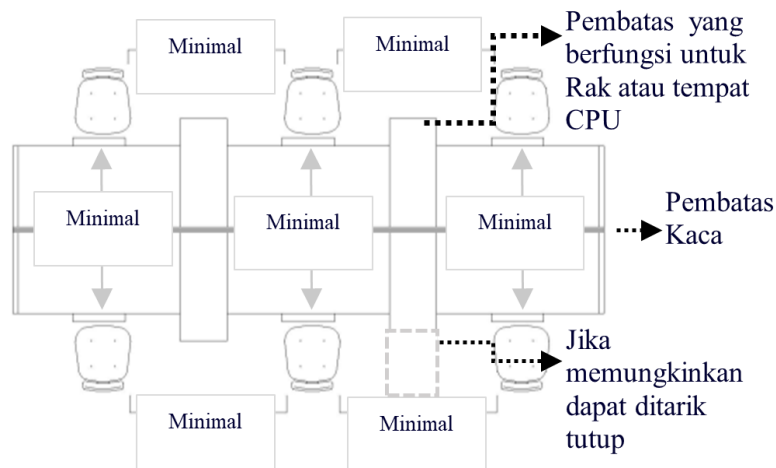 Minimal
Minimal
Pembatas yang
berfungsi untuk
Rak atau tempat
CPU
Minimal
Minimal
Minimal
Pembatas
Kaca
Jika
memungkinkan
dapat ditarik
tutup
Minimal
Minimal